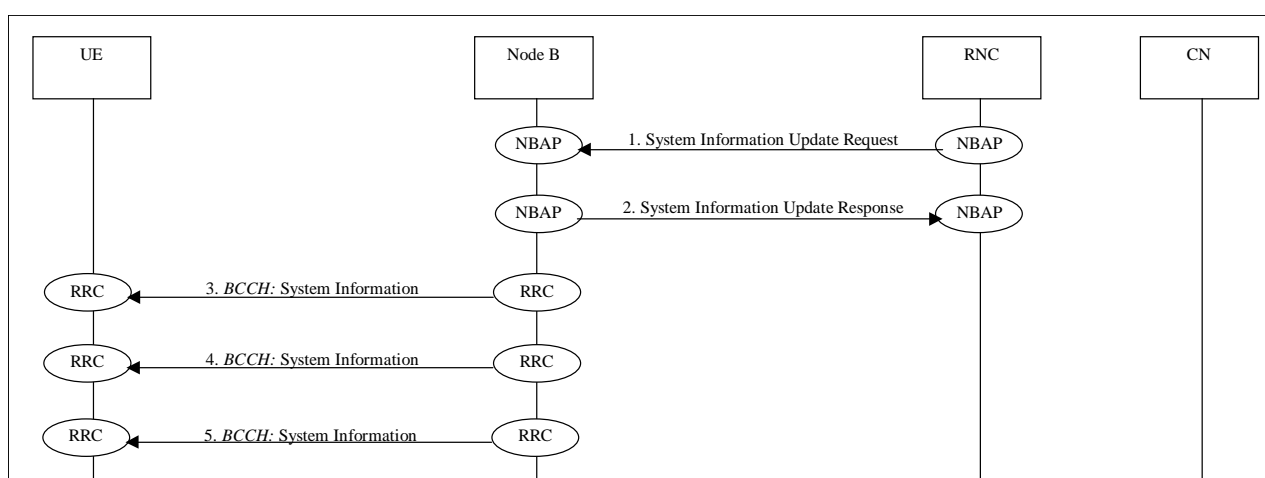 UE Node B RNC CN
NBAP 1. System Information Update Request NBAP
NBAP 2. System Information Update Response NBAP
RRC 3. BCCH: System Information RRC
RRC 4. BCCH: System Information RRC
RRC 5. BCCH: System Information RRC